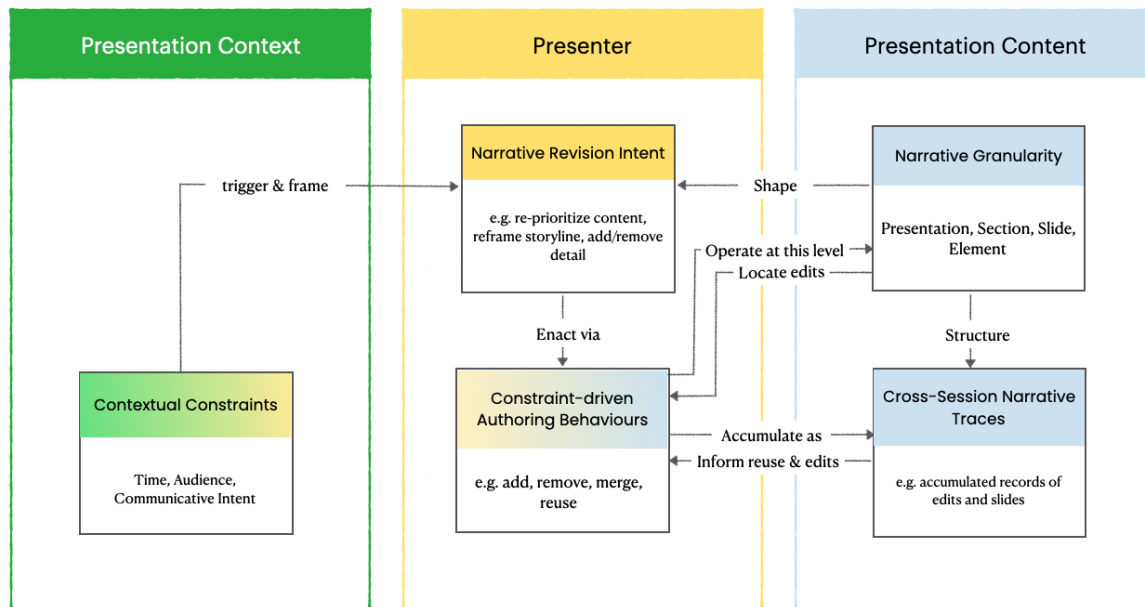 Presentation Context
Presenter
Presentation Content
Narrative Revision Intent
Narrative Granularity
trigger & frame
Shape
e.g. re-prioritize content,
reframe storyline, add/remove
detail
Presentation, Section, Slide,
Element
Operate at this level
Locate edits
Enact via
Structure
Contextual Constraints
Constraint-driven
Authoring Behaviours
Cross-Session Narrative
Traces
Accumulate as
Inform reuse & edits
Time, Audience,
Communicative Intent
e.g. add, remove, merge,
reuse
e.g. accumulated records of
edits and slides